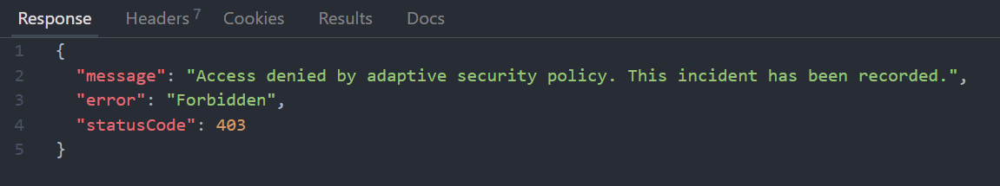 Response Headers 7 Cookies Results Docs
1 {
2 "message": "Access denied by adaptive security policy. This incident has been recorded.",
3 "error": "Forbidden",
4 "statusCode": 403
5 }